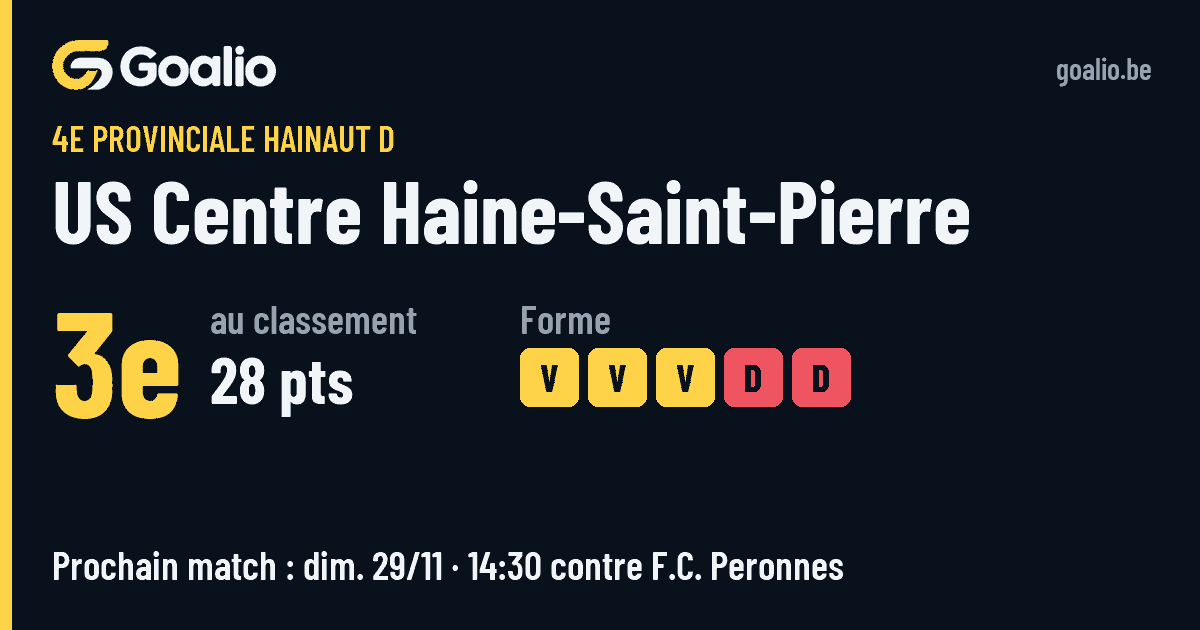 Goalio
goalio.be
4E PROVINCIALE HAINAUT D
US Centre Haine-Saint-Pierre
3e
au classement
28 pts
Forme
V V V D D
Prochain match : dim. 29/11 · 14:30 contre F.C. Peronnes